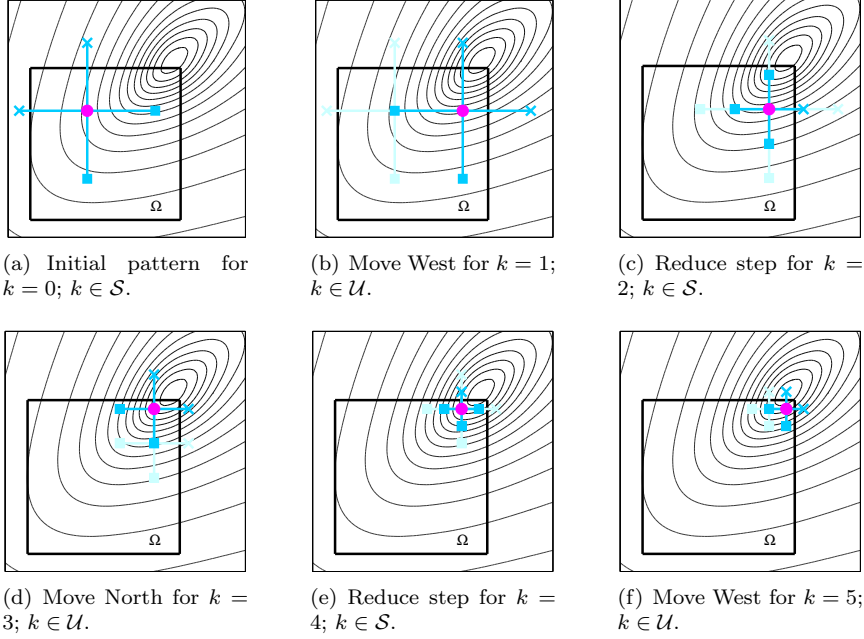 Ω
Ω
Ω
(a) Initial pattern for
k = 0; k ∈ S.
(b) Move West for k = 1;
k ∈ U.
(c) Reduce step for k =
2; k ∈ S.
Ω
Ω
Ω
(d) Move North for k =
3; k ∈ U.
(e) Reduce step for k =
4; k ∈ S.
(f) Move West for k = 5;
k ∈ U.